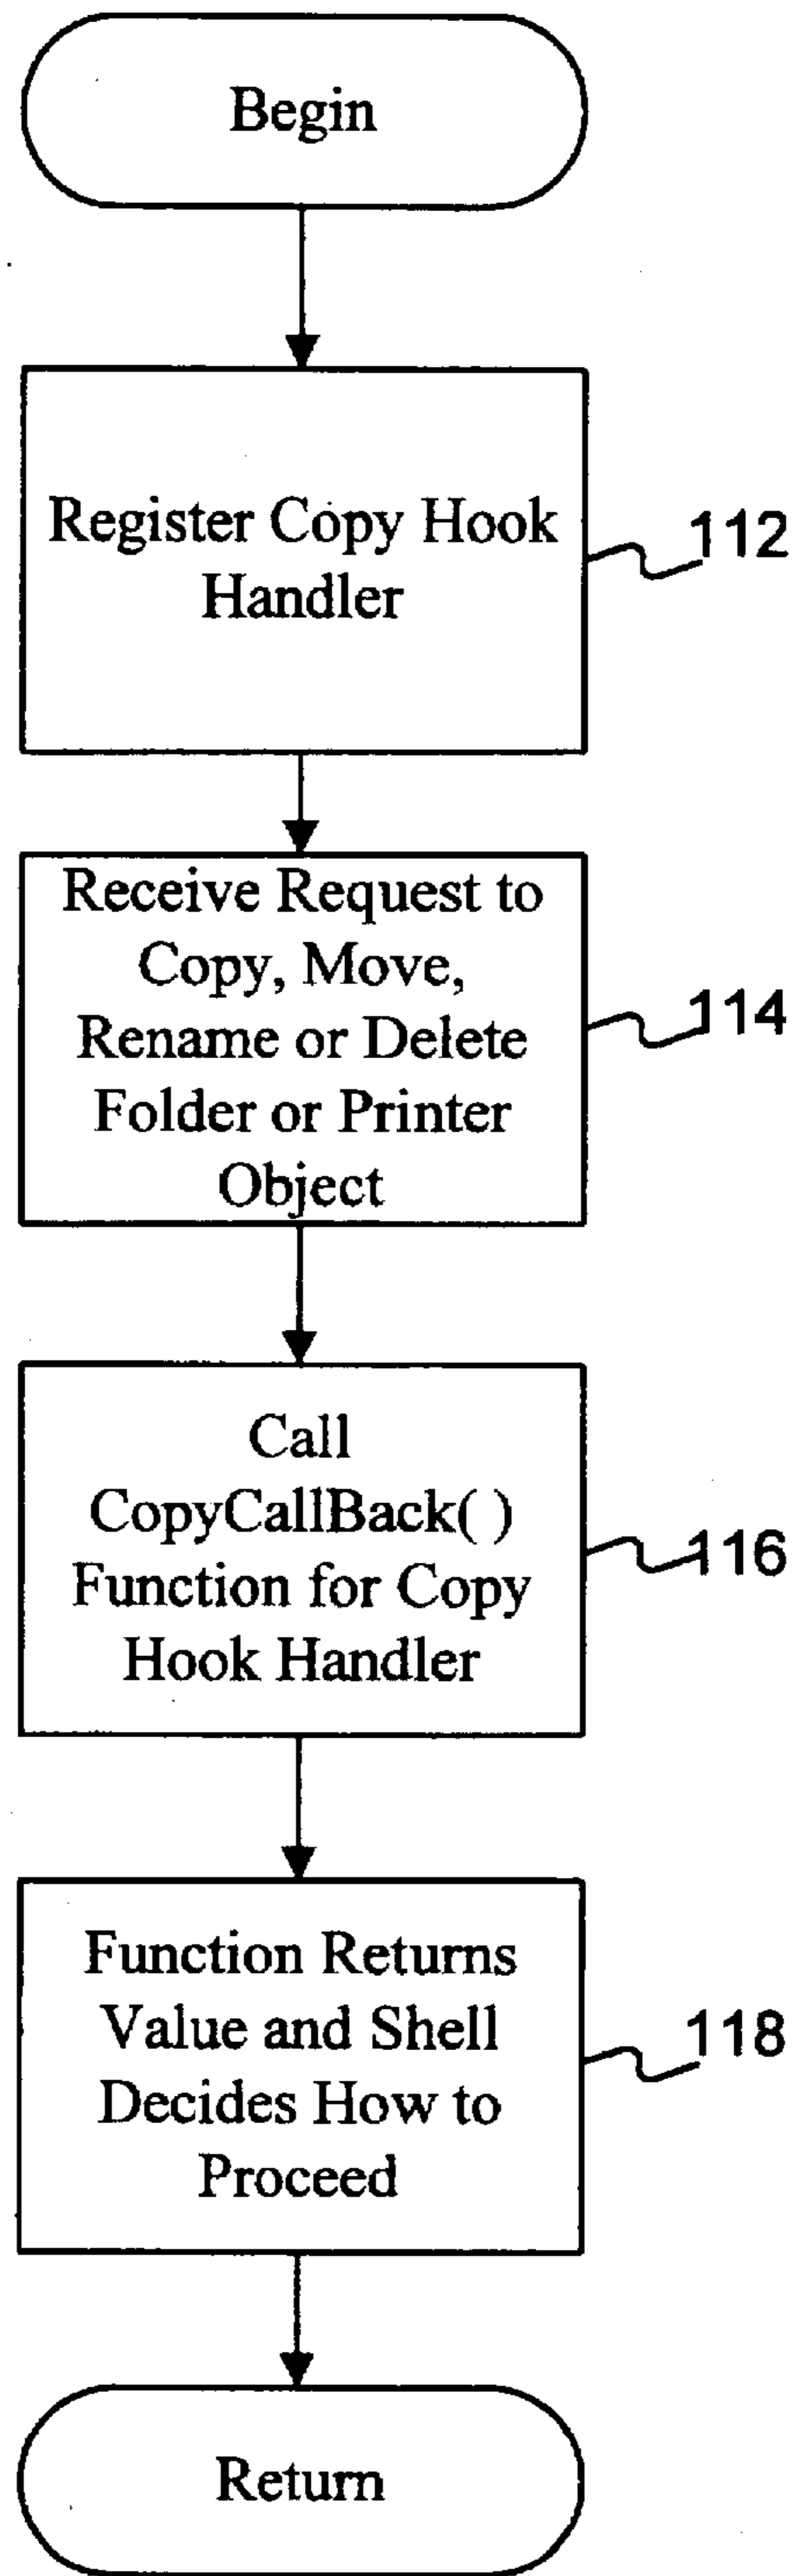 Begin
Register Copy Hook
Handler
112
Receive Request to
Copy, Move,
Rename or Delete
Folder or Printer
Object
114
Call
CopyCallBack( )
Function for Copy
Hook Handler
116
Function Returns
Value and Shell
Decides How to
Proceed
118
Return